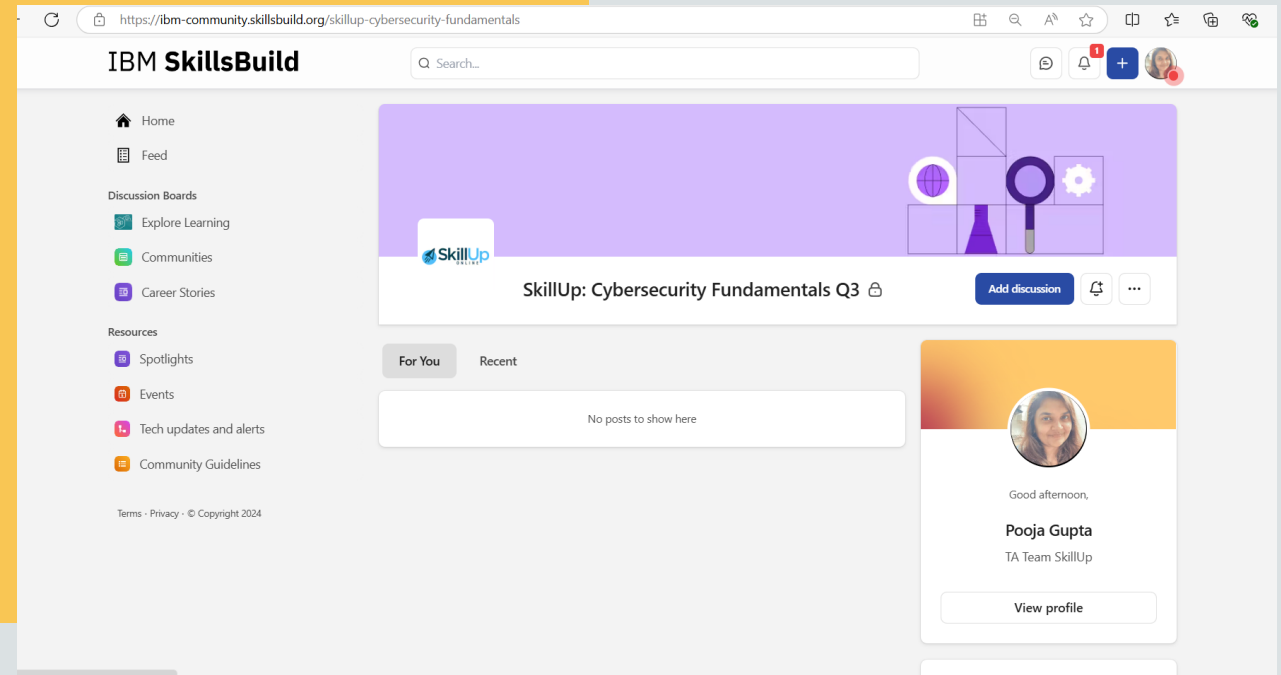 https://ibm-community.skillsbuild.org/skillup-cybersecurity-fundamentals
IBM SkillsBuild
Search...
1
Home
Feed
Discussion Boards
Explore Learning
Communities
Career Stories
Resources
Spotlights
Events
Tech updates and alerts
Community Guidelines
Terms · Privacy · © Copyright 2024
SkillUp
ONLINE
SkillUp: Cybersecurity Fundamentals Q3
Add discussion
For You
Recent
No posts to show here
Good afternoon,
Pooja Gupta
TA Team SkillUp
View profile